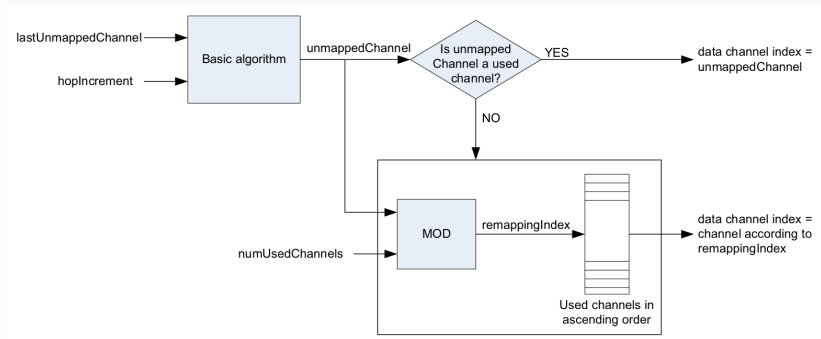 lastUnmappedChannel
hopIncrement
Basic algorithm
unmappedChannel
Is unmapped
Channel a used
channel?
YES
data channel index =
unmappedChannel
NO
MOD
numUsedChannels
remappingIndex
Used channels in
ascending order
data channel index =
channel according to
remappingIndex